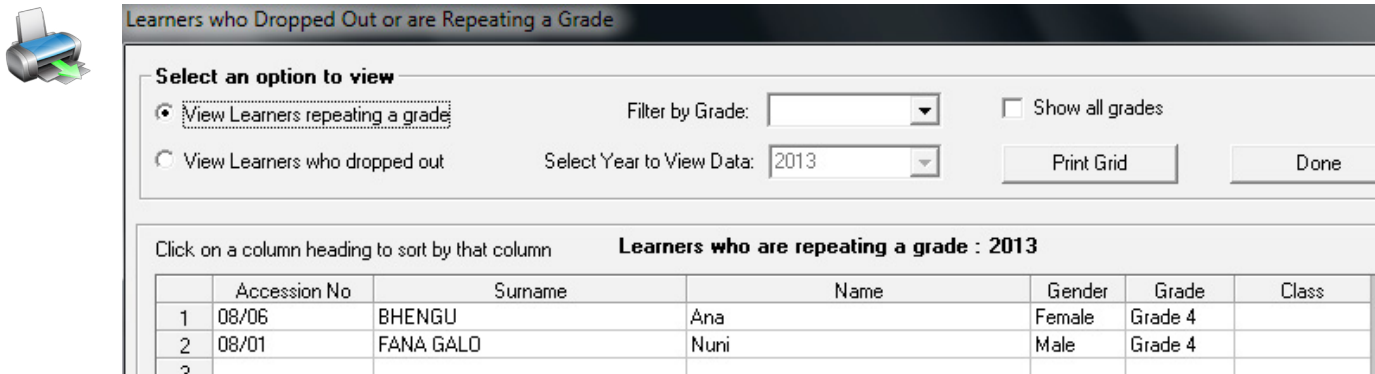 Learners who Dropped Out or are Repeating a Grade
Select an option to view
View Learners repeating a grade Filter by Grade: Show all grades
View Learners who dropped out Select Year to View Data: 2013 Print Grid Done
Click on a column heading to sort by that column Learners who are repeating a grade : 2013
Accession No Surname Name Gender Grade Class
1 08/06 BHENGU Ana Female Grade 4
2 08/01 FANA GALO Nuni Male Grade 4
3